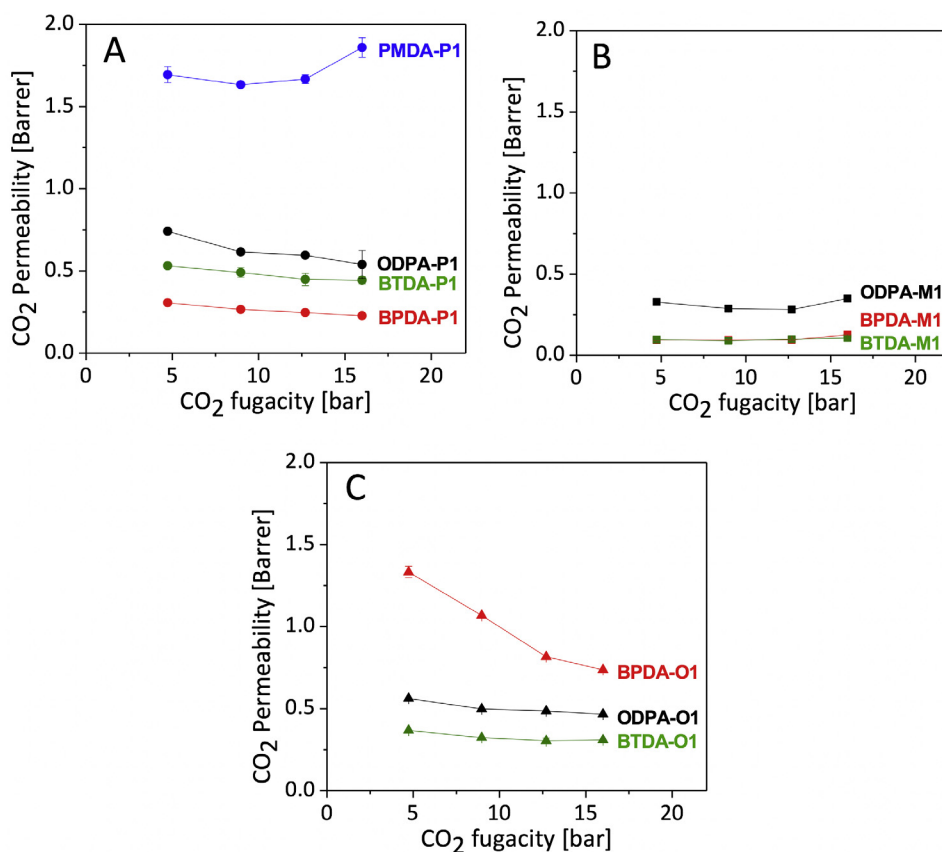 A
2.0
1.5
1.0
0.5
0.0
CO2 Permeability [Barrer]
PMDA-P1
ODPA-P1
BTDA-P1
BPDA-P1
0 5 10 15 20
CO2 fugacity [bar]
B
2.0
1.5
1.0
0.5
0.0
CO2 Permeability [Barrer]
ODPA-M1
BPDA-M1
BTDA-M1
0 5 10 15 20
CO2 fugacity [bar]
C
2.0
1.5
1.0
0.5
0.0
CO2 Permeability [Barrer]
BPDA-O1
ODPA-O1
BTDA-O1
0 5 10 15 20
CO2 fugacity [bar]